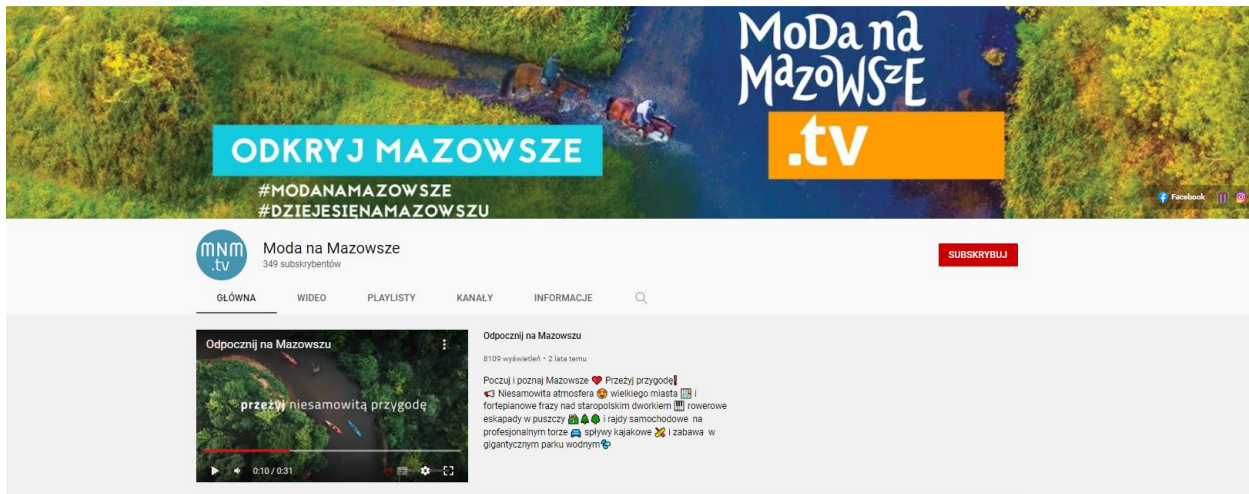 MoDa na
MazoWSzE
.tv
ODKRYJ MAZOWSZE
#MODANAMAZOWSZE
#DZIEJESIĘNAMAZOWSZU
Facebook
mnm
.tv
Moda na Mazowsze
349 subskrybentów
SUBSKRYBUJ
GŁÓWNA WIDEO PLAYLISTY KANAŁY INFORMACJE
Odpocznij na Mazowszu
przeżyj niesamowitą przygodę
0:10 / 0:31
Odpocznij na Mazowszu
8109 wyświetleń • 2 lata temu
Poczuj i poznaj Mazowsze ❤️ Przeżyj przygodę❗
📢 Niesamowita atmosfera 😍 wielkiego miasta 🏙️ i
fortepianowe frazy nad staropolskim dworkiem 🎹 rowerowe
eskapady w puszczy 🏕️🌲🌳 i rajdy samochodowe na
profesjonalnym torze 🚘 spływy kajakowe 🛶 i zabawa w
gigantycznym parku wodnym💦